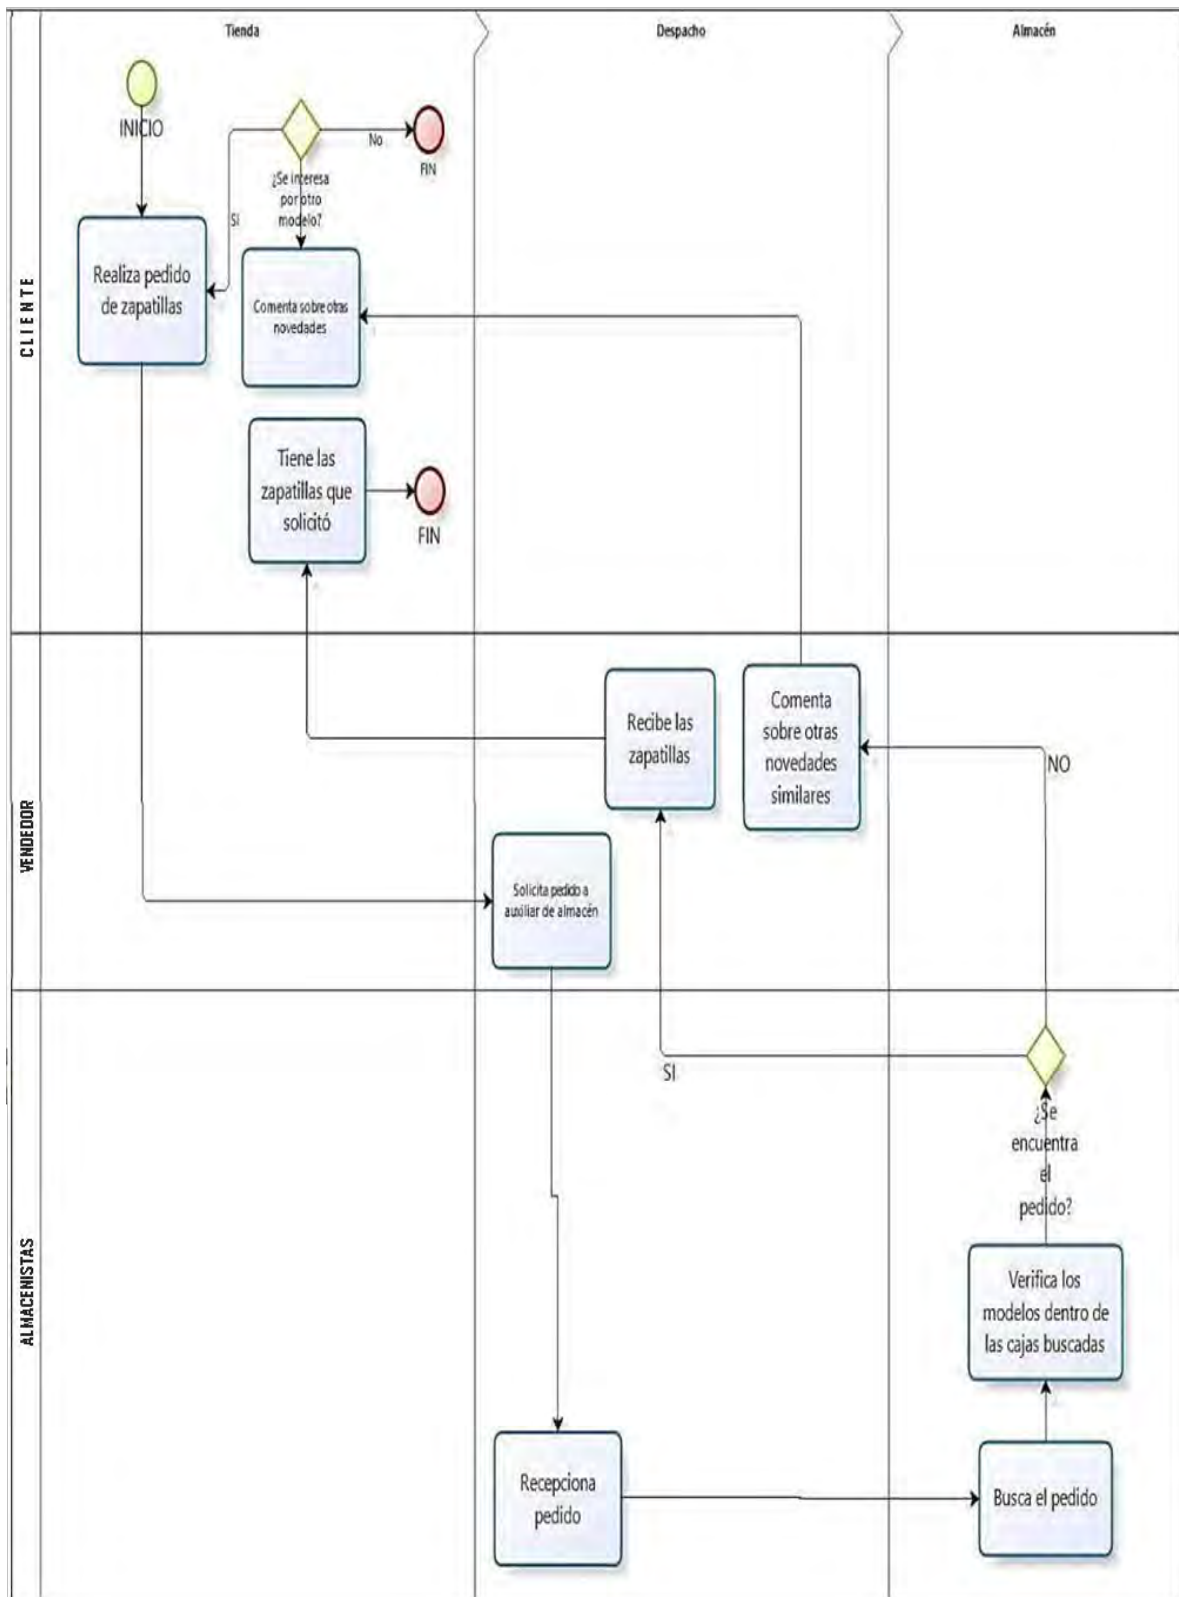 Tienda
Despacho
Almacén
CLIENTE
INICIO
¿Se interesa
por otro
modelo?
No
FIN
SI
Realiza pedido
de zapatillas
Comenta sobre otras
novedades
Tiene las
zapatillas que
solicitó
FIN
VENDEDOR
Recibe las
zapatillas
Comenta
sobre otras
novedades
similares
NO
Solicita pedido a
auxiliar de almacén
ALMACENISTAS
SI
¿Se
encuentra
el
pedido?
Verifica los
modelos dentro de
las cajas buscadas
Recepciona
pedido
Busca el pedido